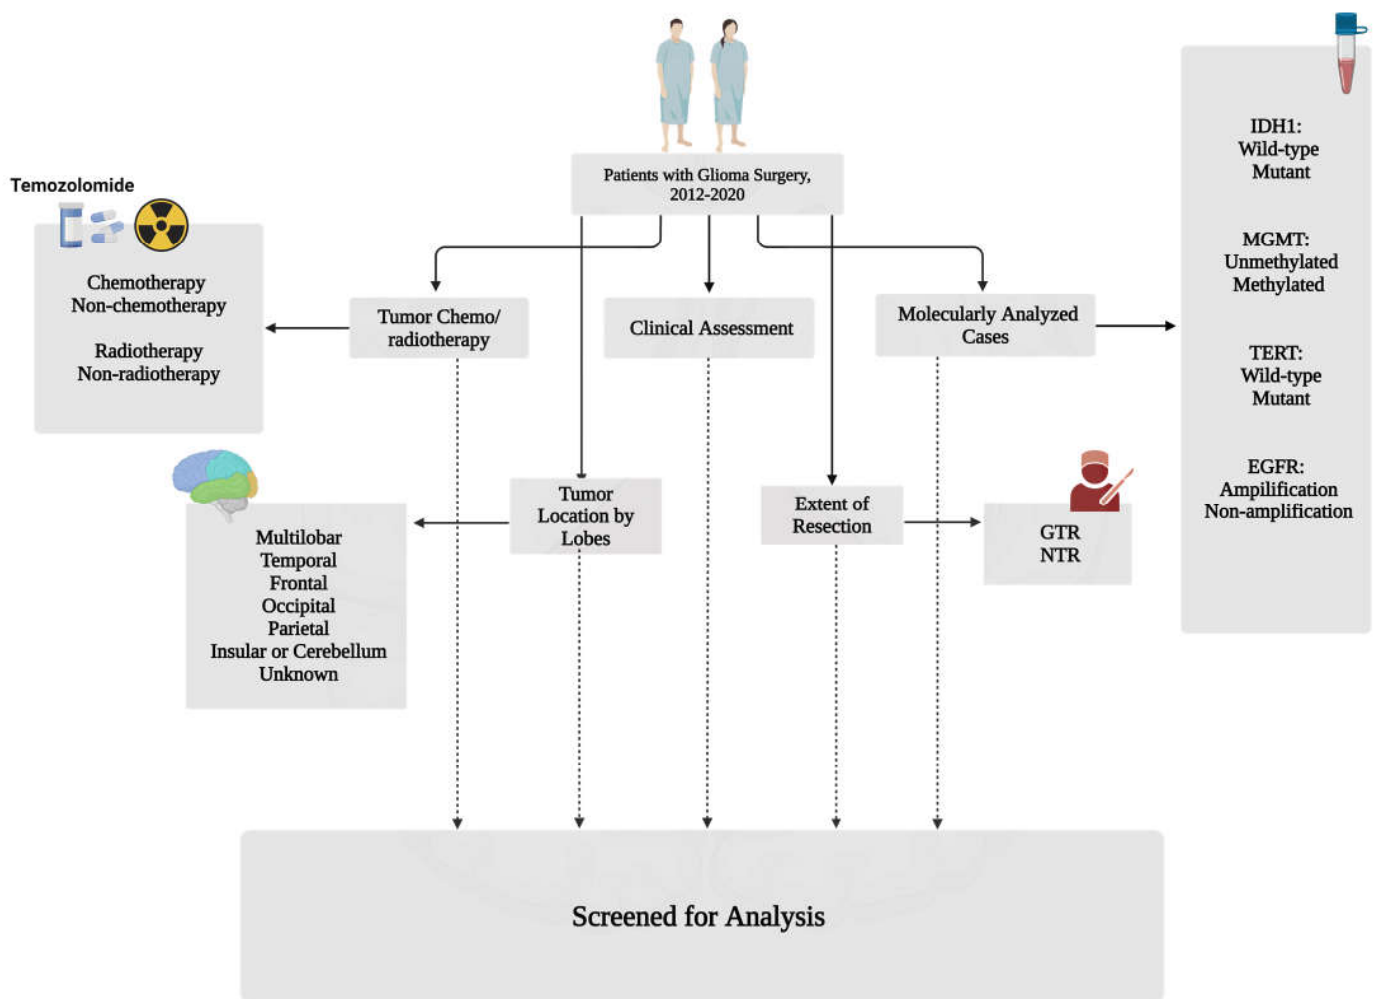 Patients with Glioma Surgery,
2012-2020
Temozolomide
Chemotherapy
Non-chemotherapy
Radiotherapy
Non-radiotherapy
Tumor Chemo/
radiotherapy
Clinical Assessment
Molecularly Analyzed
Cases
IDH1:
Wild-type
Mutant
MGMT:
Unmethylated
Methylated
TERT:
Wild-type
Mutant
EGFR:
Ampilification
Non-amplification
Multilobar
Temporal
Frontal
Occipital
Parietal
Insular or Cerebellum
Unknown
Tumor
Location by
Lobes
Extent of
Resection
GTR
NTR
Screened for Analysis